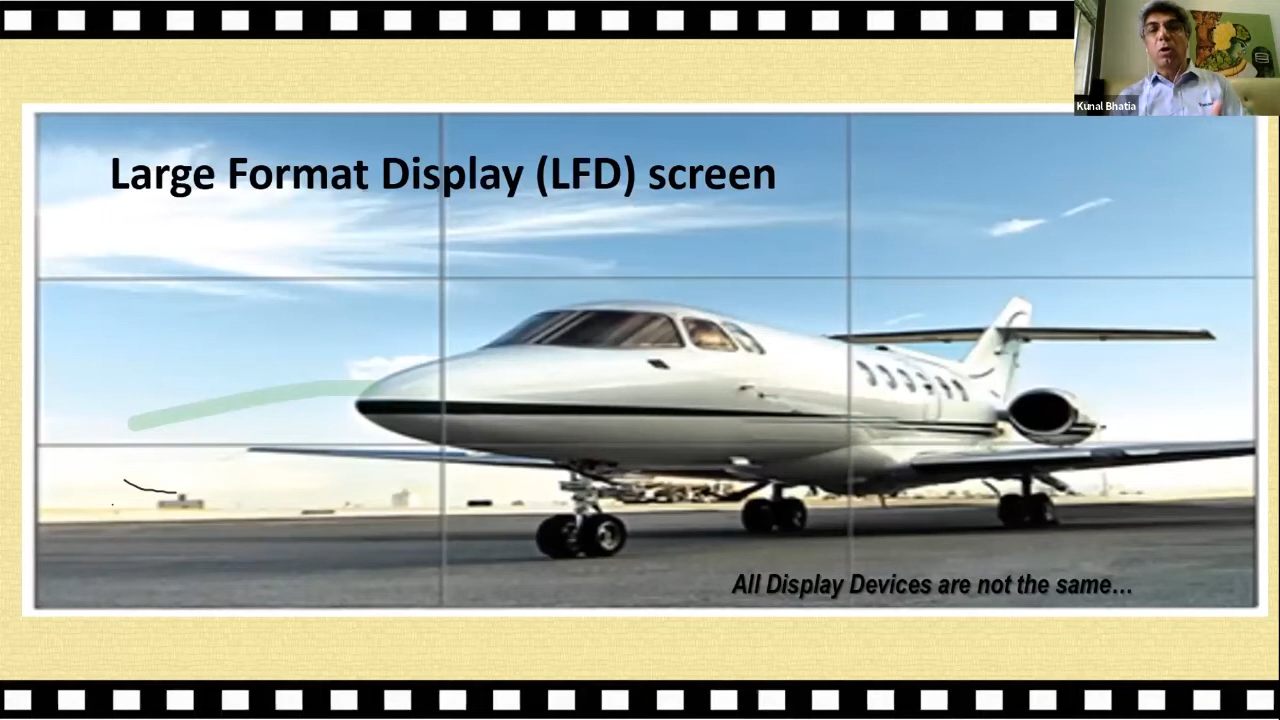 Kunal Bhatia
Large Format Display (LFD) screen
All Display Devices are not the same...